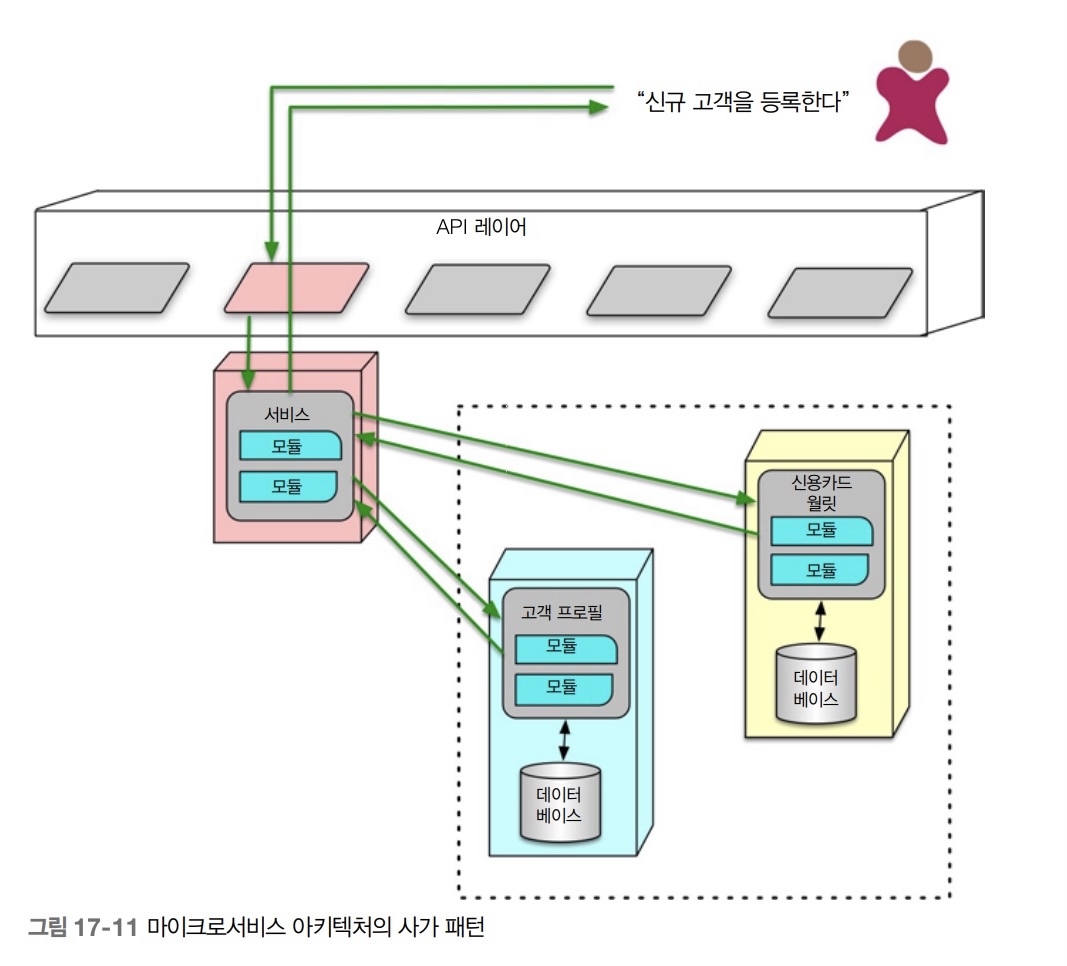 “신규 고객을 등록한다”
API 레이어
서비스
모듈
모듈
신용카드
월릿
모듈
모듈
데이터
베이스
고객 프로필
모듈
모듈
데이터
베이스
그림 17-11 마이크로서비스 아키텍처의 사가 패턴